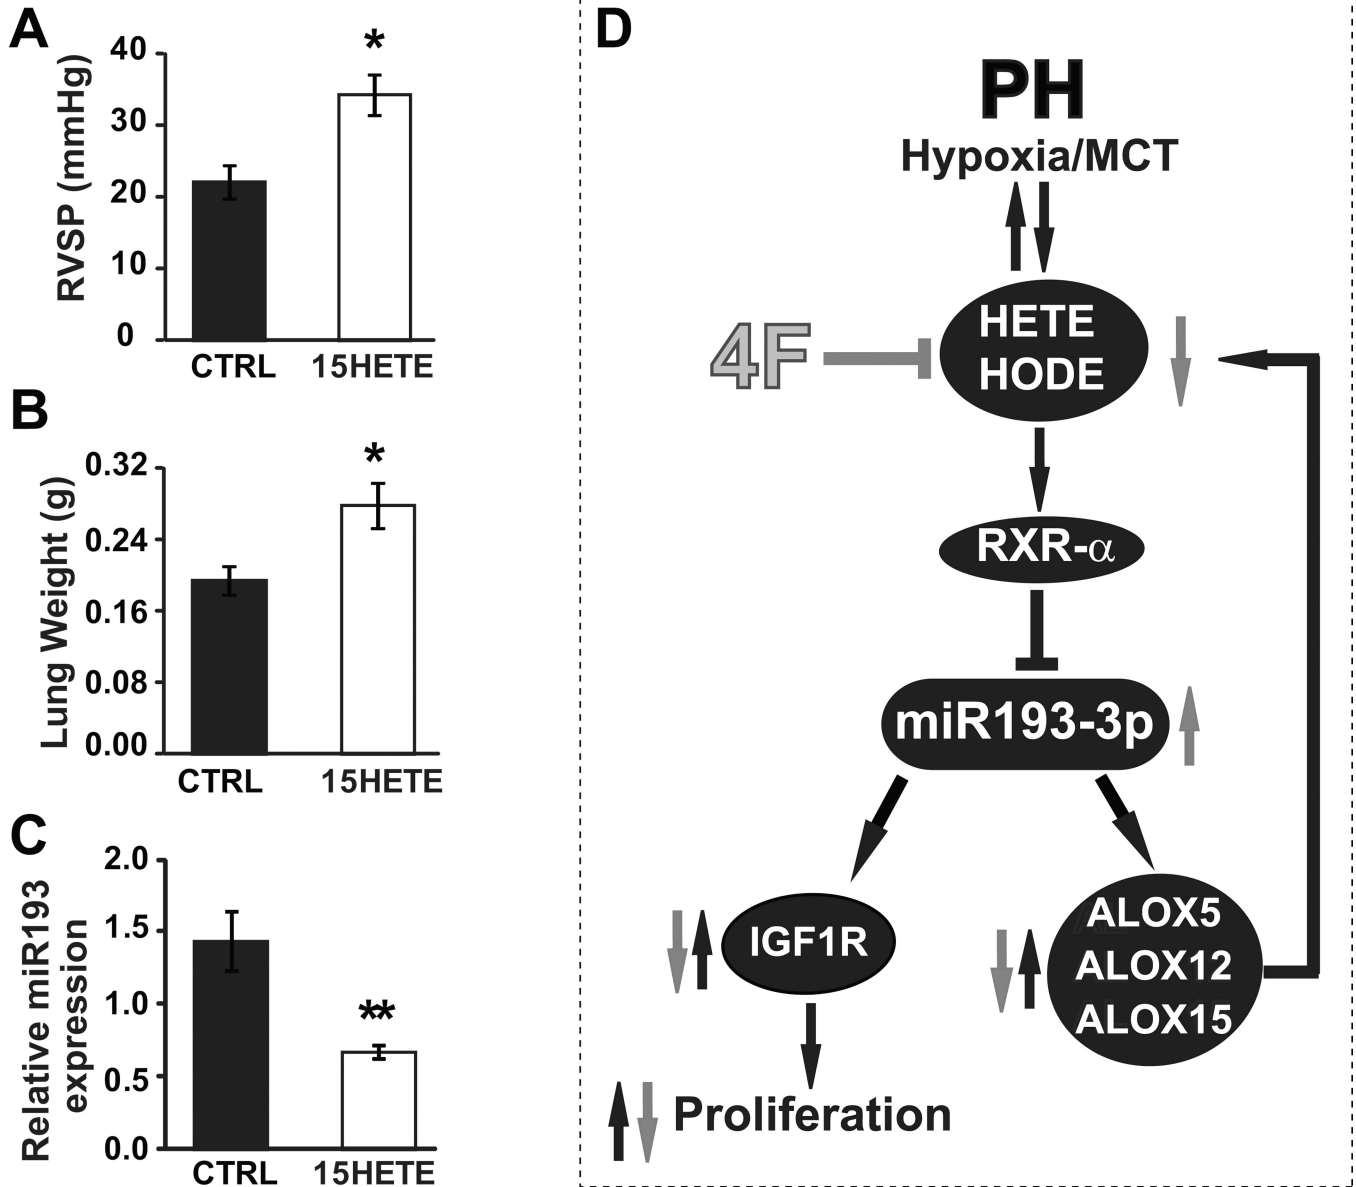 A
RVSP (mmHg)
40
30
20
10
0
*
CTRL
15HETE
B
Lung Weight (g)
0.32
0.24
0.16
0.08
0.00
*
CTRL
15HETE
C
Relative miR193
expression
2.0
1.5
1.0
0.5
0.0
**
CTRL
15HETE
D
PH
Hypoxia/MCT
4F
HETE
HODE
RXR-α
miR193-3p
IGF1R
ALOX5
ALOX12
ALOX15
Proliferation